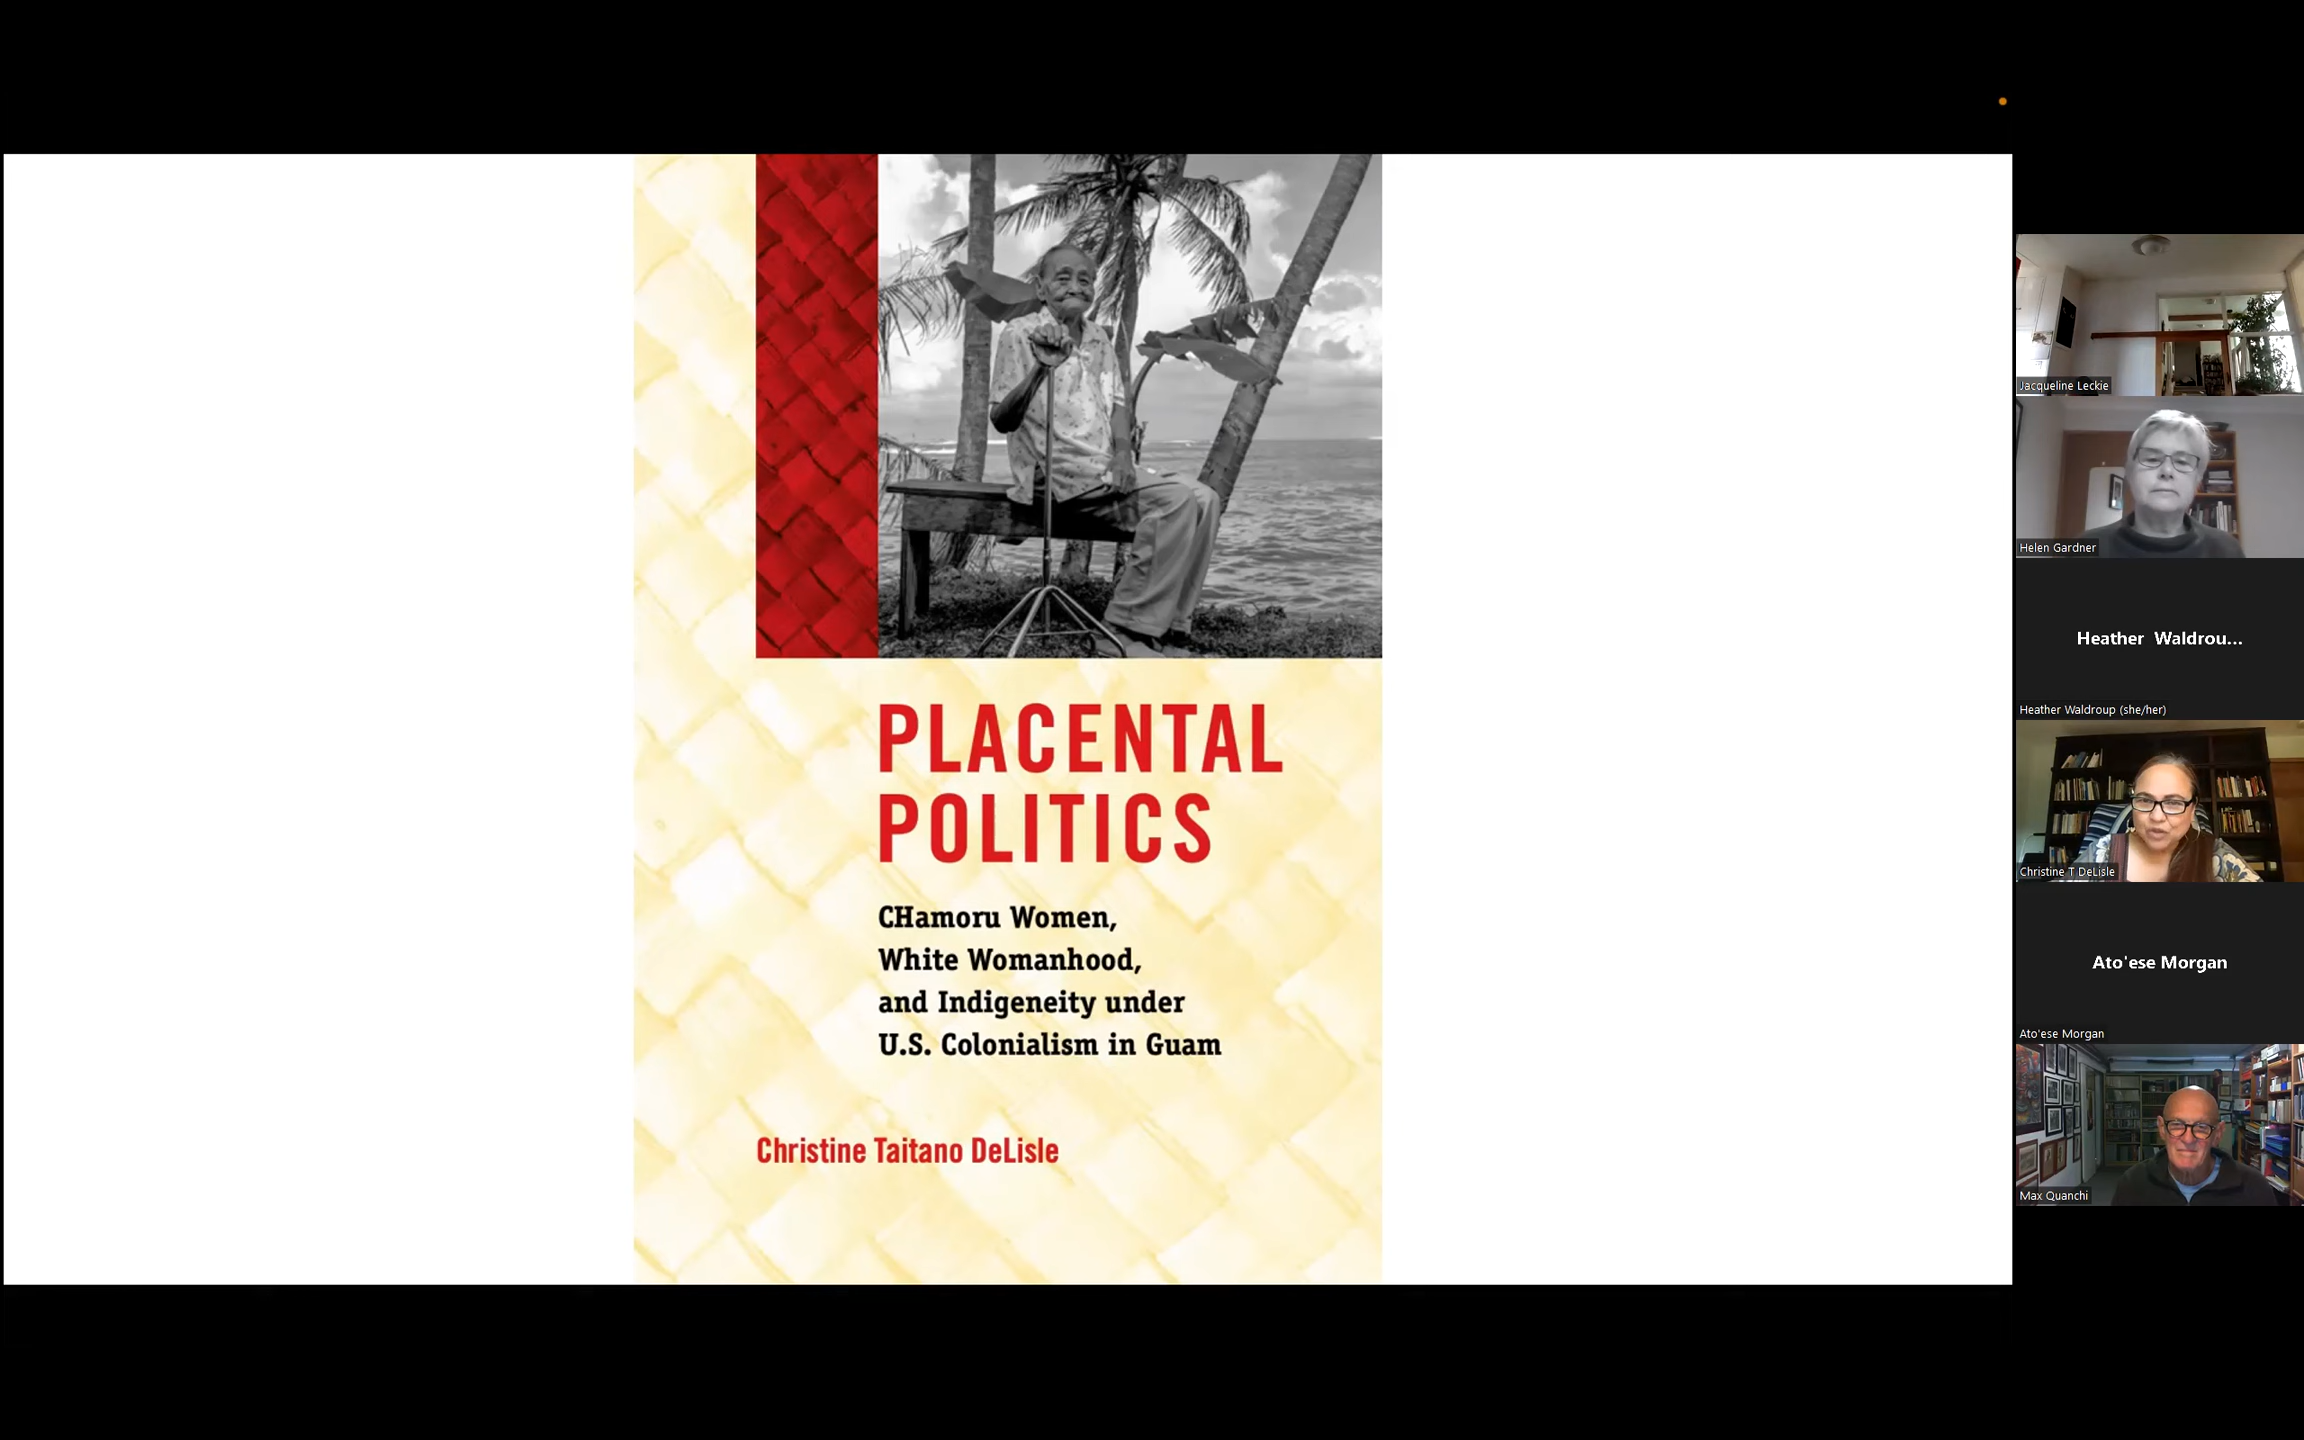 PLACENTAL
POLITICS
CHamoru Women,
White Womanhood,
and Indigeneity under
U.S. Colonialism in Guam
Christine Taitano DeLisle
Jacqueline Leckie
Helen Gardner
Heather Waldrou...
Heather Waldroup (she/her)
Christine T DeLisle
Ato'ese Morgan
Ato'ese Morgan
Max Quanchi